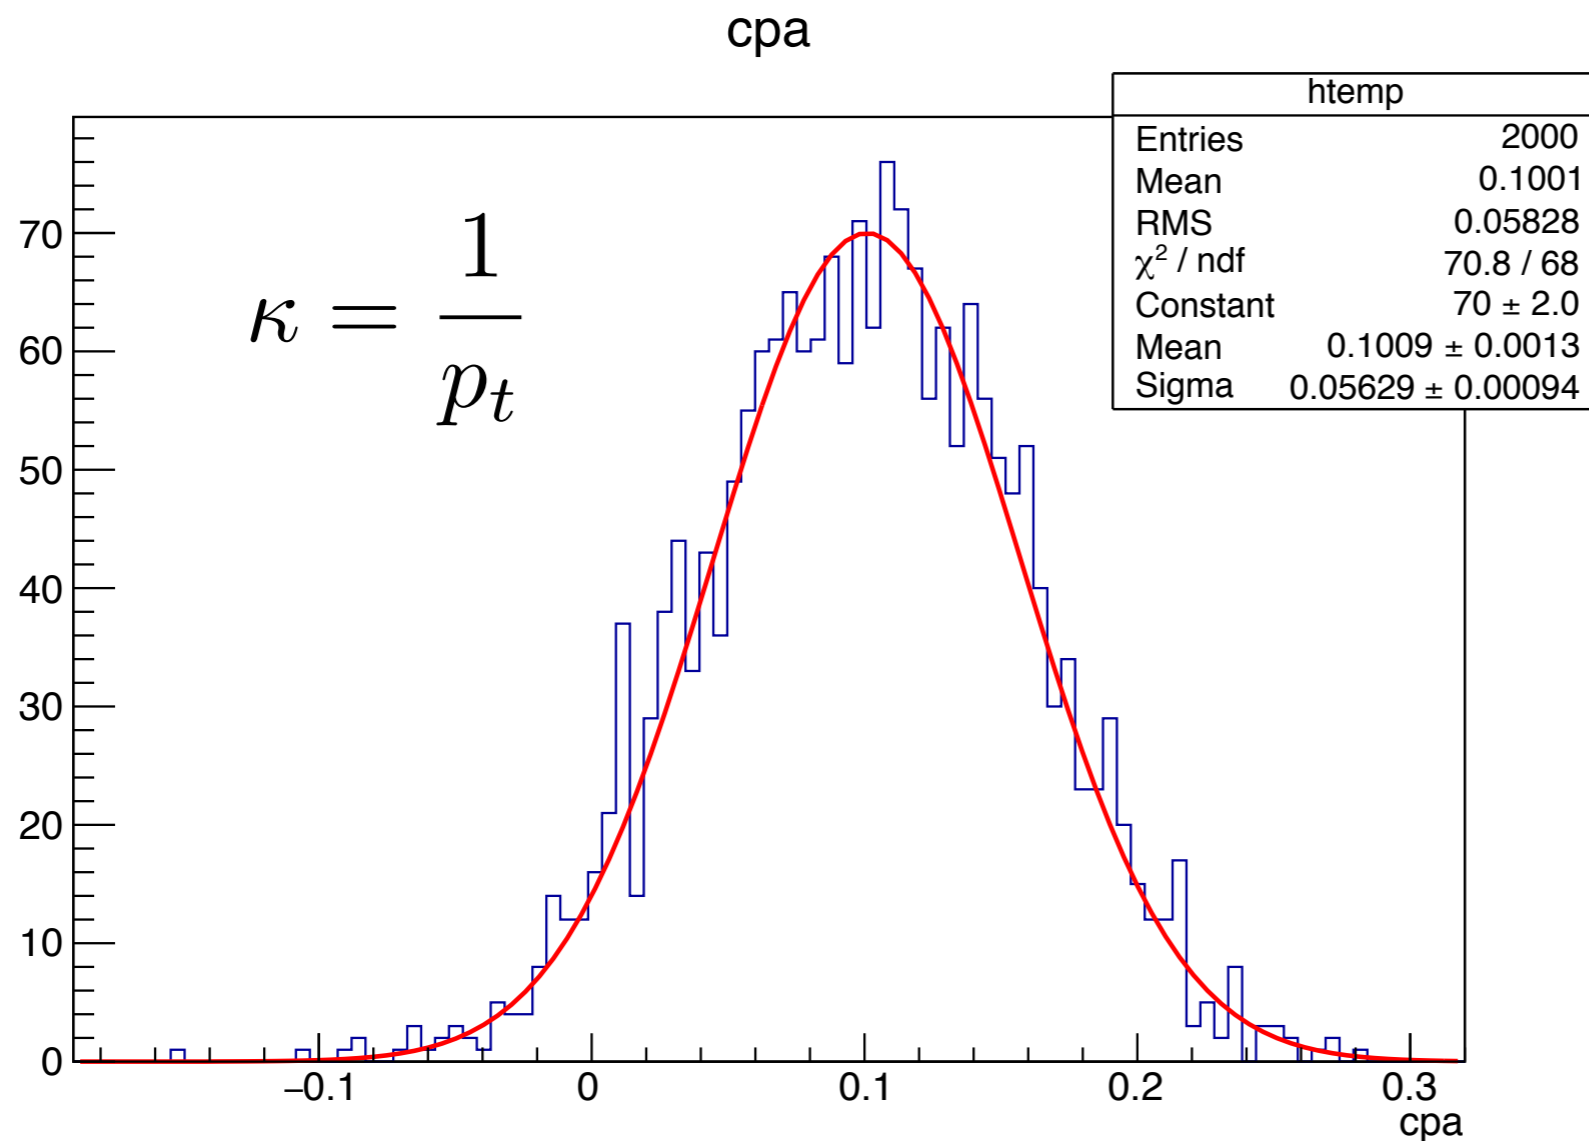 cpa
htemp
Entries 2000
Mean 0.1001
RMS 0.05828
χ² / ndf 70.8 / 68
Constant 70 ± 2.0
Mean 0.1009 ± 0.0013
Sigma 0.05629 ± 0.00094
κ = 1/p_t
70
60
50
40
30
20
10
0
−0.1 0 0.1 0.2 0.3
cpa